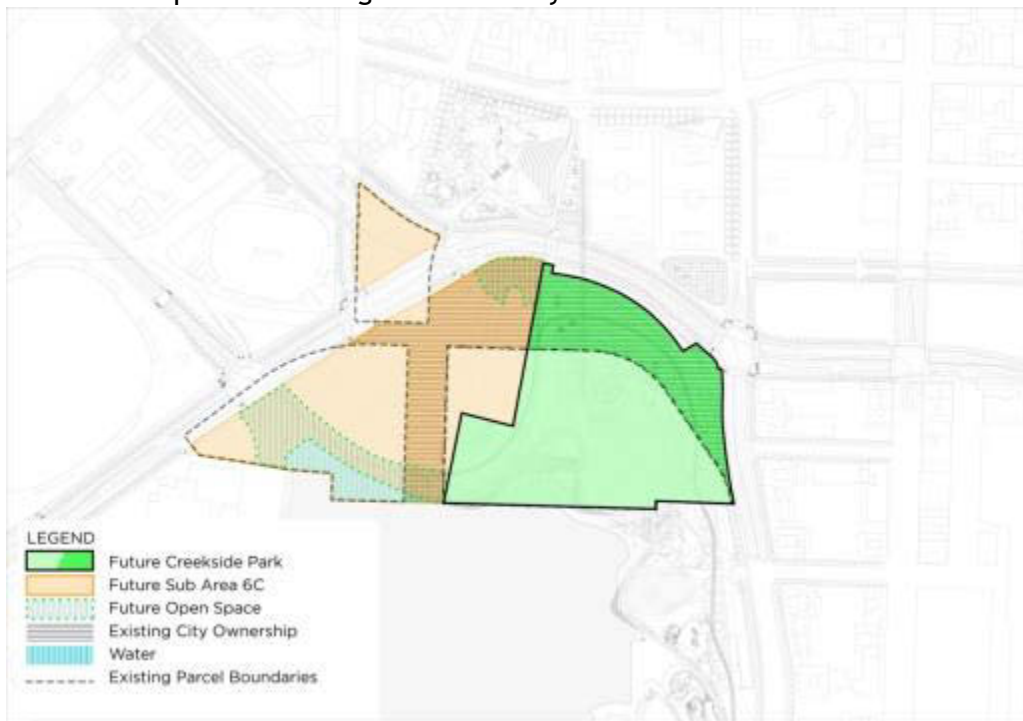 LEGEND
Future Creekside Park
Future Sub Area 6C
Future Open Space
Existing City Ownership
Water
Existing Parcel Boundaries